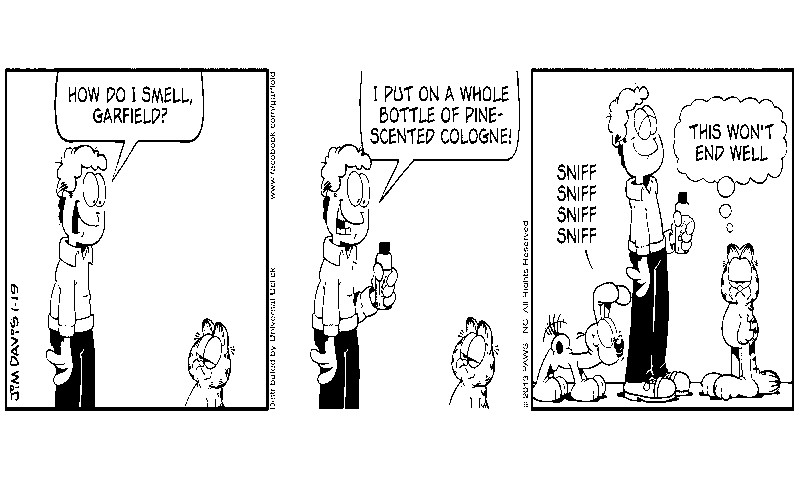 HOW DO I SMELL,
GARFIELD?
JIM DAVIS 1-19
www.facebook.com/garfield
Distributed by Universal Uclick
I PUT ON A WHOLE
BOTTLE OF PINE-
SCENTED COLOGNE!
© 2013 PAWS, INC. All Rights Reserved
SNIFF
SNIFF
SNIFF
SNIFF
THIS WON'T
END WELL